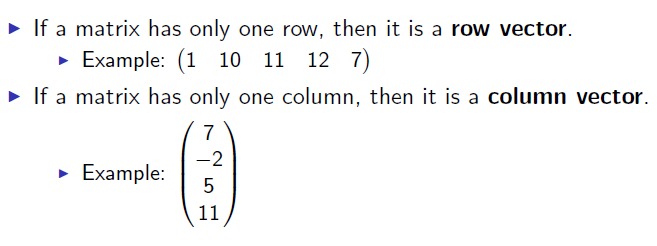 ▶ If a matrix has only one row, then it is a row vector.
▶ Example: (1 10 11 12 7)
▶ If a matrix has only one column, then it is a column vector.
▶ Example:
7
−2
5
11